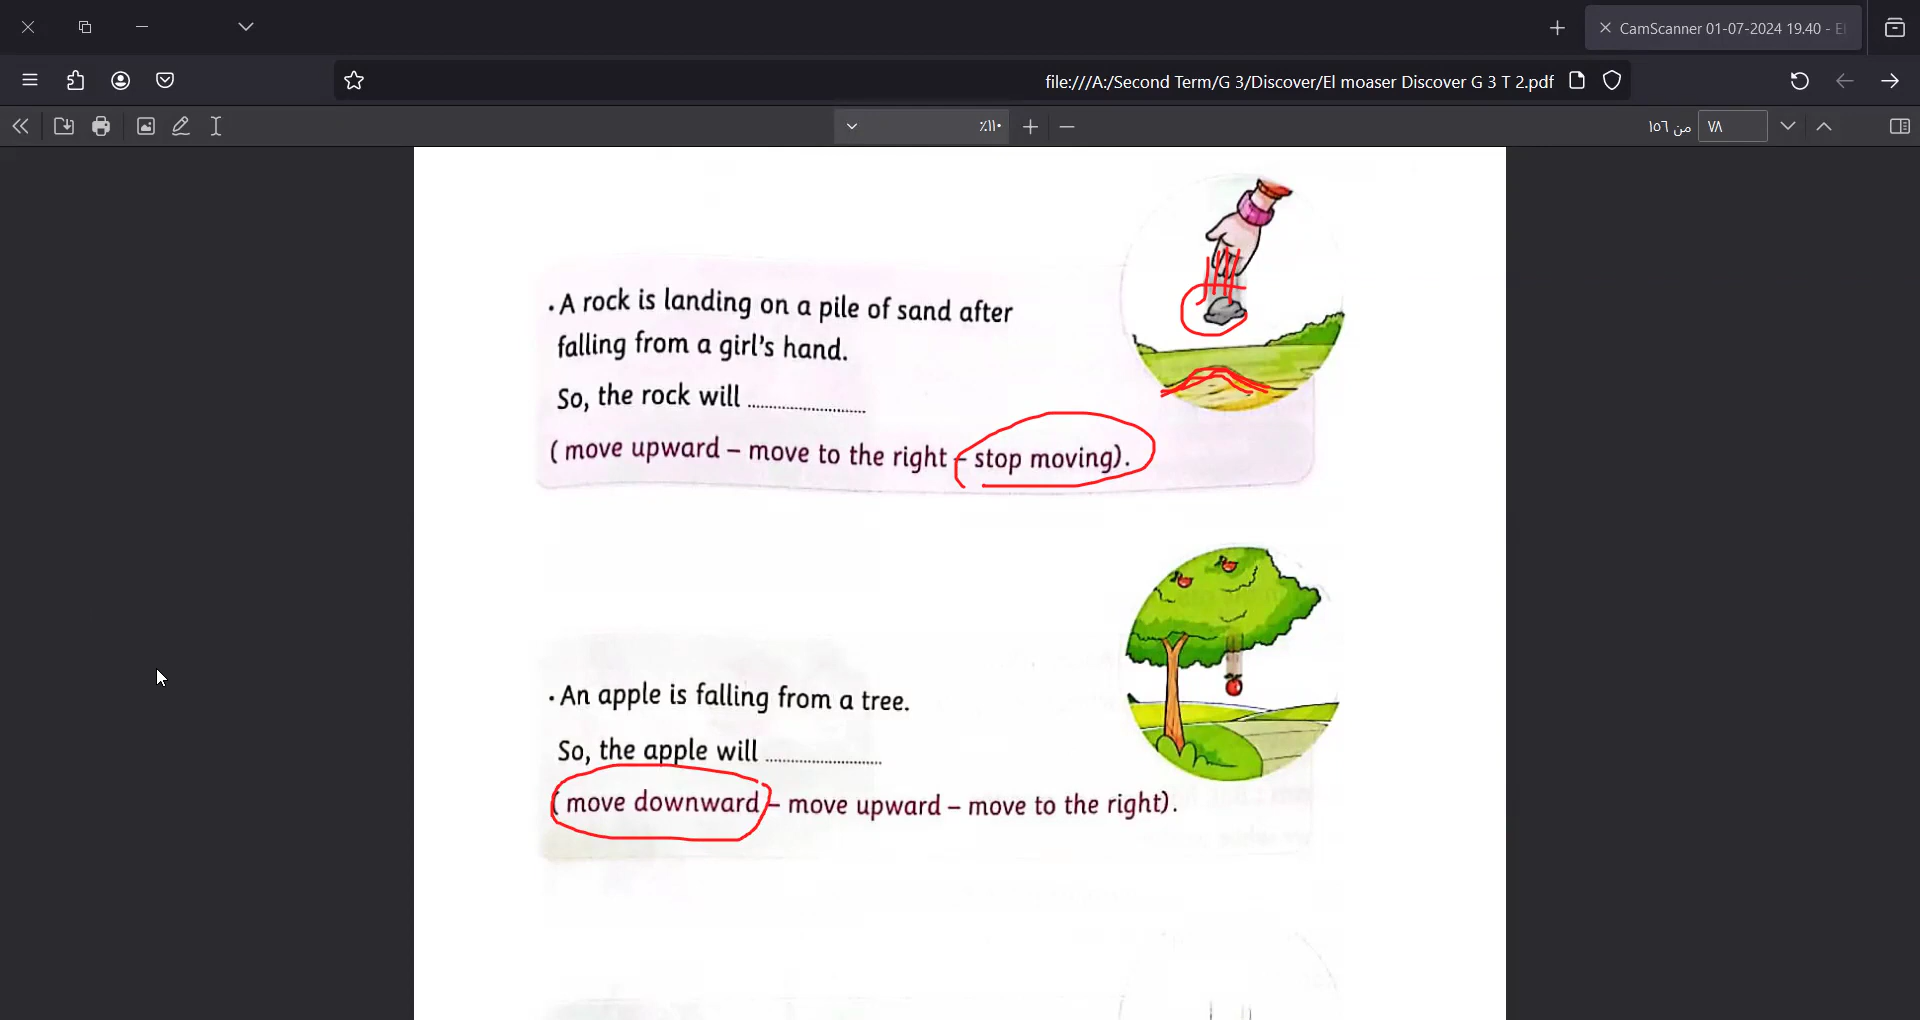 CamScanner 01-07-2024 19.40 - El
file:///A:/Second Term/G 3/Discover/El moaser Discover G 3 T 2.pdf
٪١١٠
٧٨ من ١٥٦
. A rock is landing on a pile of sand after
falling from a girl's hand.
So, the rock will ........................
( move upward – move to the right – stop moving).
. An apple is falling from a tree.
So, the apple will ........................
( move downward – move upward – move to the right).